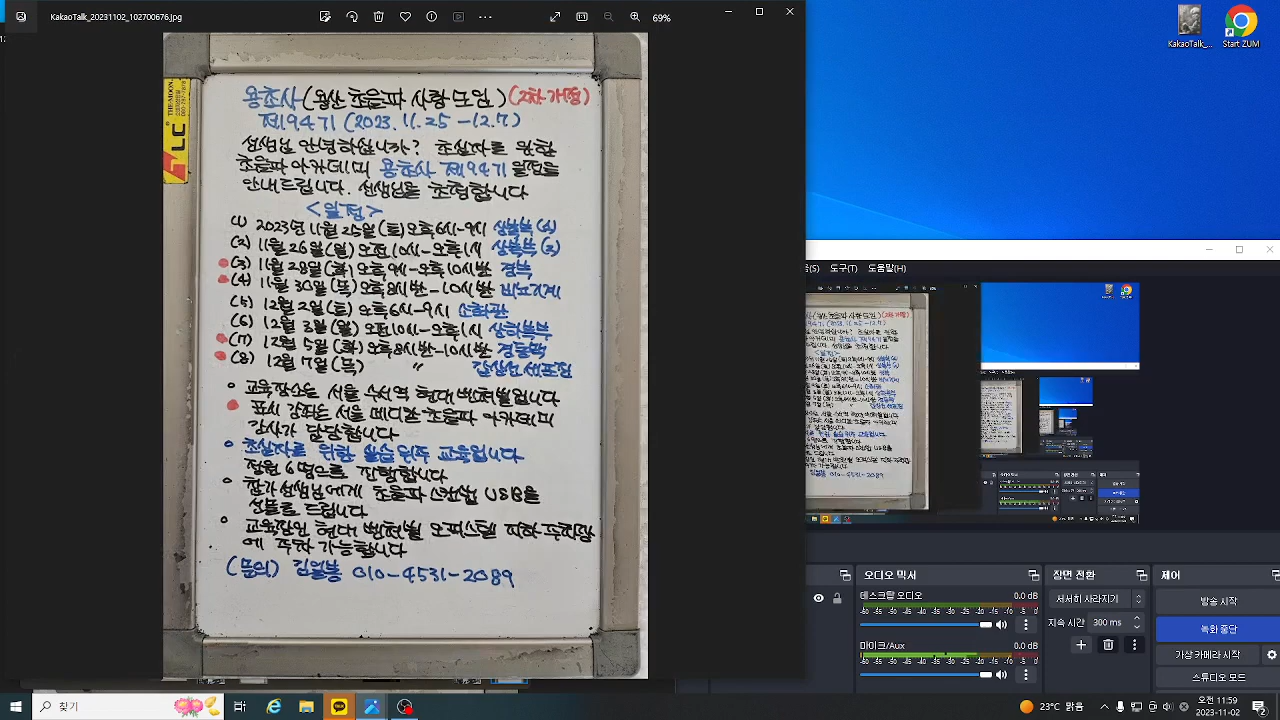 KakaoTalk_20231102_102700676.jpg
69%
용초사 (용산 초음파 사랑 모임) (2차 개정)
제194기 (2023. 11. 25 - 12. 7)
선생님 안녕하십니까? 초심자를 위한
초음파 아카데미 용초사 제194기 일정을
안내드립니다. 선생님을 초청합니다
<일정>
(1) 2023년 11월 25일 (토) 오후 6시-9시 상복부 (1)
(2) 11월 26일 (일) 오전 10시-오후 1시 상복부 (2)
(3) 11월 28일 (화) 오후 -오후 10시반 경부
(4) 11월 30일 (목) 오후 8시반-10시반 비뇨기계
(5) 12월 2일 (토) 오후 6시-9시 소화관
(6) 12월 3일 (일) 오전 10시-오후 1시 상하복부
(7) 12월 5일 (화) 오후 8시반-10시반 경동맥
(8) 12월 7일 (목) " 갑상선 세포진
교육장소는 서울 수서역 현대 벤처빌입니다
표시 강좌는 서울 메디칼 초음파 아카데미
강사가 담당합니다
초심자를 위한 실습 위주 교육입니다
정원 6명으로 진행합니다
참가 선생님에게 초음파 스캔법 USB를
선물로 드립니다
교육장인 현대 벤처빌 오피스텔 지하 주차장
에 주차 가능합니다
(문의) 김일봉 010-4531-2089
THE MOON
KakaoTalk_...
Start ZUM
도구(T) 도움말(H)
오디오 믹서
데스크탑 오디오
0.0 dB
마이크/Aux
0.0 dB
장면 전환
서서히 사라지기
지속 시간 300 ms
제어
방송 시작
녹화 중단
가상 카메라 시작
스튜디오 모드
찾기
22°C 맑음
오전 11:59
2023-11-02